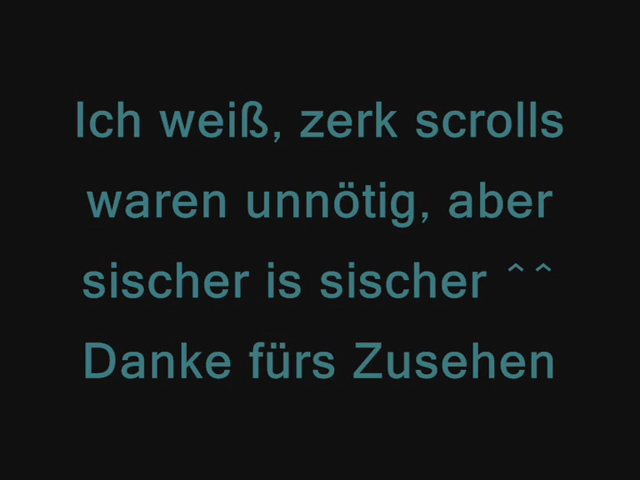 Ich weiß, zerk scrolls
waren unnötig, aber
sischer is sischer ^^
Danke fürs Zusehen